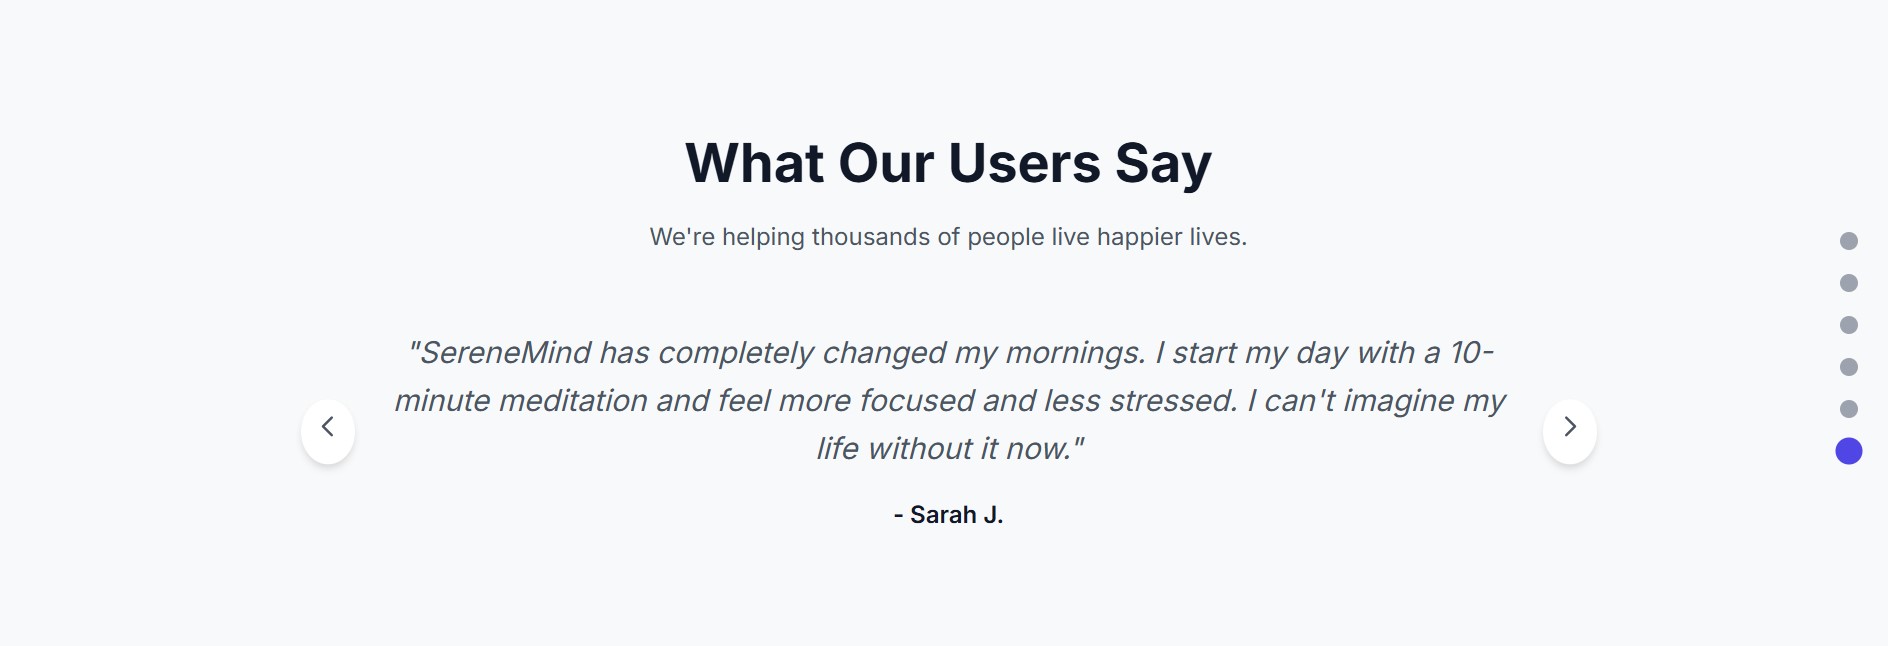 What Our Users Say
We're helping thousands of people live happier lives.
"SereneMind has completely changed my mornings. I start my day with a 10-
minute meditation and feel more focused and less stressed. I can't imagine my
life without it now."
- Sarah J.